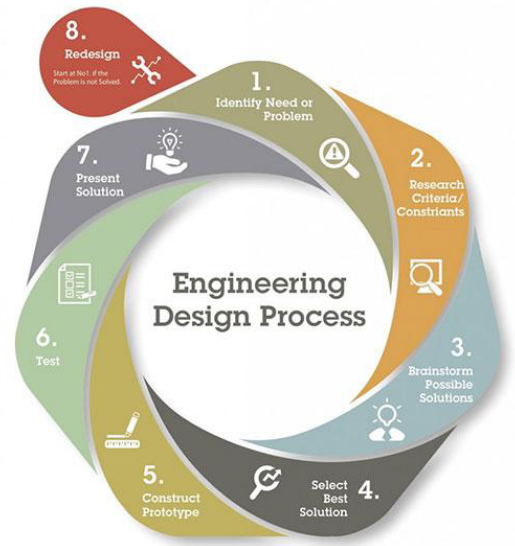 8.
Redesign
Start at No1. if the
Problem is not Solved.
1.
Identify Need or
Problem
2.
Research
Criteria/
Constriants
3.
Brainstorm
Possible
Solutions
4.
Select
Best
Solution
5.
Construct
Prototype
6.
Test
7.
Present
Solution
Engineering
Design Process